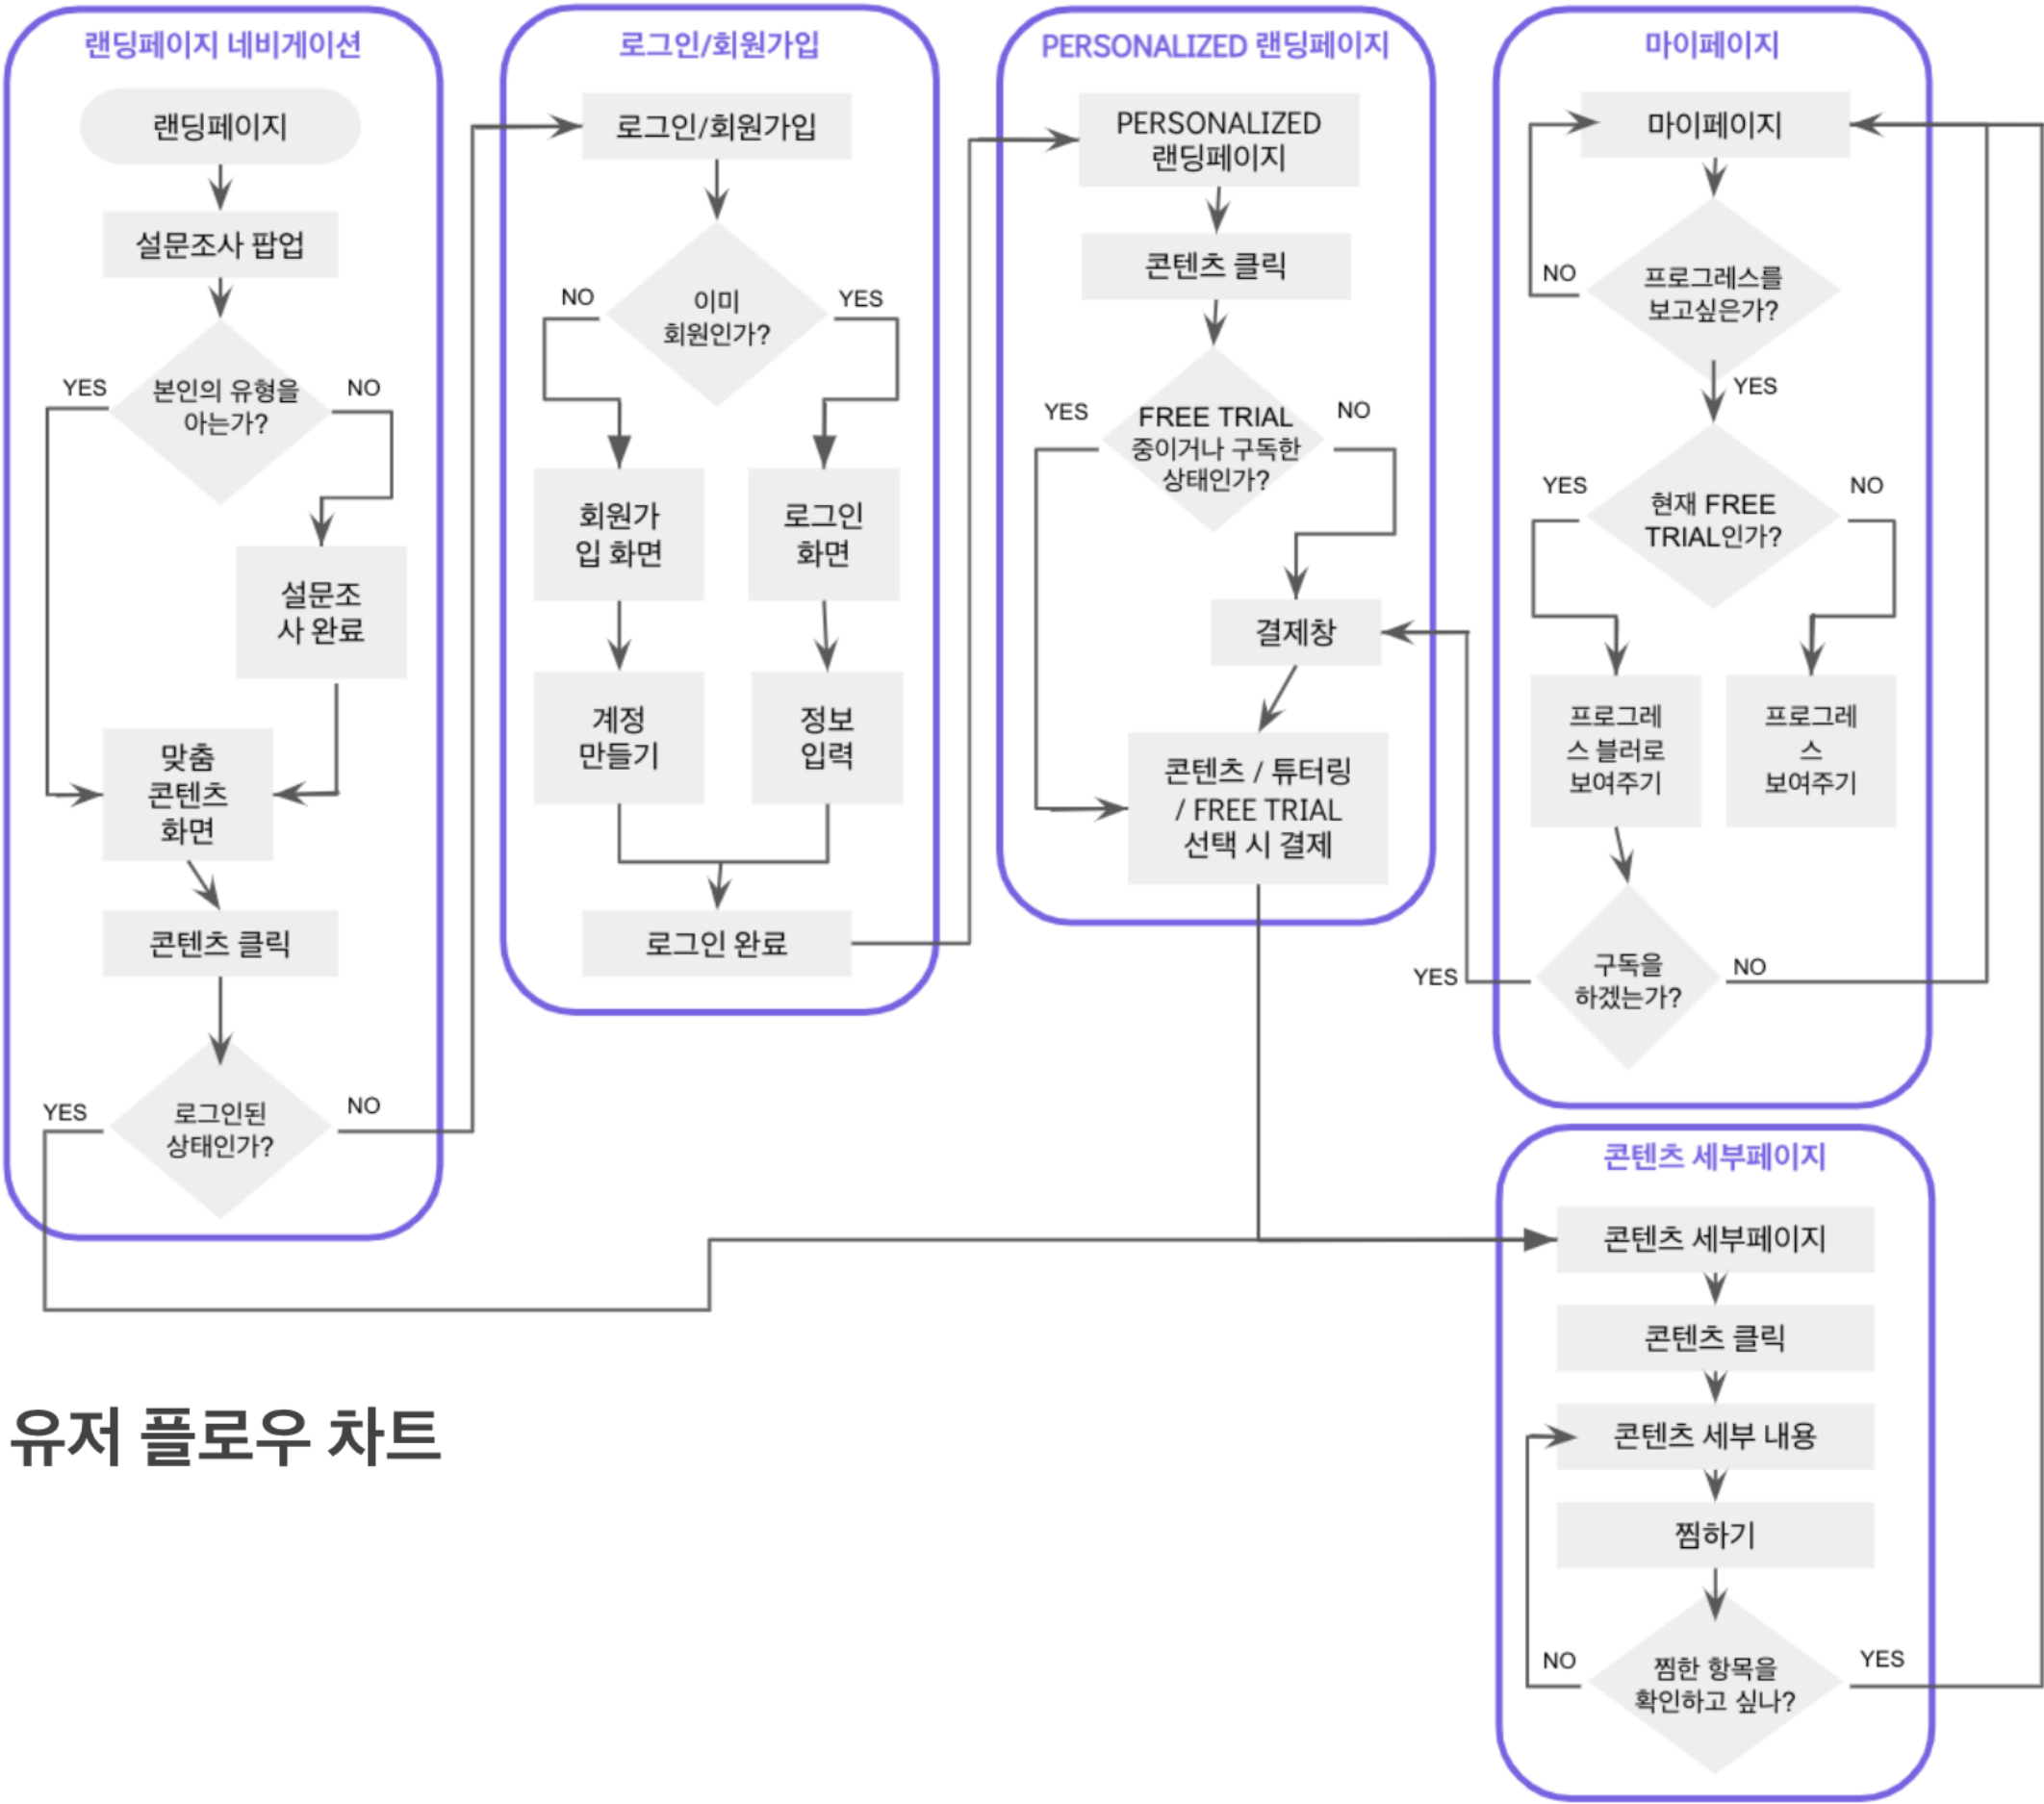 랜딩페이지 네비게이션
랜딩페이지
설문조사 팝업
본인의 유형을
아는가?
YES
NO
설문조
사 완료
맞춤
콘텐츠
화면
콘텐츠 클릭
로그인된
상태인가?
YES
NO
로그인/회원가입
로그인/회원가입
이미
회원인가?
NO
YES
회원가
입 화면
로그인
화면
계정
만들기
정보
입력
로그인 완료
PERSONALIZED 랜딩페이지
PERSONALIZED
랜딩페이지
콘텐츠 클릭
FREE TRIAL
중이거나 구독한
상태인가?
YES
NO
결제창
콘텐츠 / 튜터링
/ FREE TRIAL
선택 시 결제
마이페이지
마이페이지
프로그레스를
보고싶은가?
NO
YES
현재 FREE
TRIAL인가?
YES
NO
프로그레
스 블러로
보여주기
프로그레
스
보여주기
구독을
하겠는가?
YES
NO
콘텐츠 세부페이지
콘텐츠 세부페이지
콘텐츠 클릭
콘텐츠 세부 내용
찜하기
찜한 항목을
확인하고 싶나?
NO
YES
유저 플로우 차트